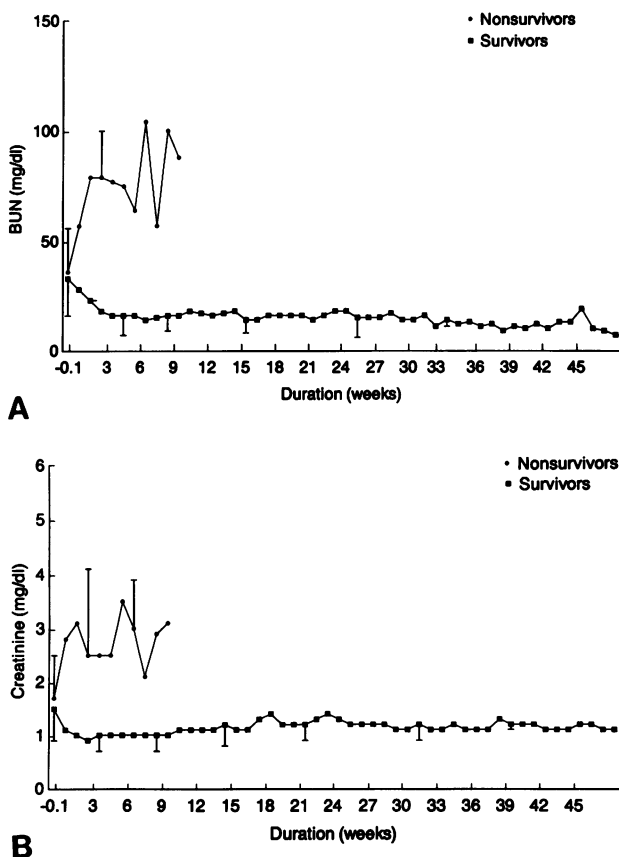 150
100
50
0
BUN (mg/dl)
Nonsurvivors
Survivors
-0.1 3 6 9 12 15 18 21 24 27 30 33 36 39 42 45
Duration (weeks)
A
6
5
4
3
2
1
0
Creatinine (mg/dl)
Nonsurvivors
Survivors
-0.1 3 6 9 12 15 18 21 24 27 30 33 36 39 42 45
Duration (weeks)
B